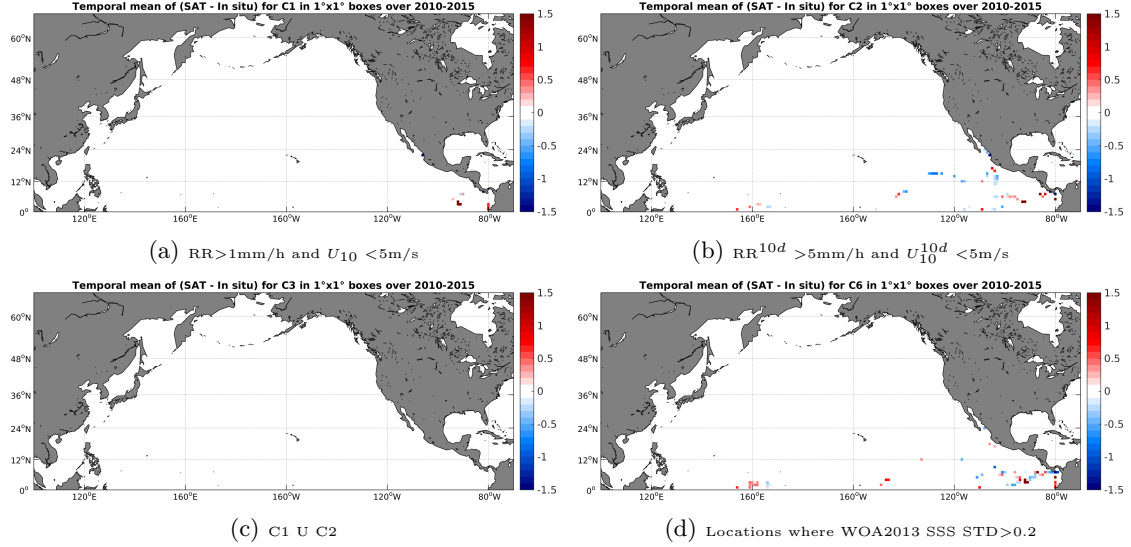 Temporal mean of (SAT - In situ) for C1 in 1°x1° boxes over 2010-2015
60°N
48°N
36°N
24°N
12°N
0°
120°E
160°E
160°W
120°W
80°W
1.5
1
0.5
0
-0.5
-1
-1.5
(a) RR>1mm/h and U10 <5m/s
Temporal mean of (SAT - In situ) for C2 in 1°x1° boxes over 2010-2015
60°N
48°N
36°N
24°N
12°N
0°
120°E
160°E
160°W
120°W
80°W
1.5
1
0.5
0
-0.5
-1
-1.5
(b) RR^10d >5mm/h and U10^10d <5m/s
Temporal mean of (SAT - In situ) for C3 in 1°x1° boxes over 2010-2015
60°N
48°N
36°N
24°N
12°N
0°
120°E
160°E
160°W
120°W
80°W
1.5
1
0.5
0
-0.5
-1
-1.5
(c) C1 U C2
Temporal mean of (SAT - In situ) for C6 in 1°x1° boxes over 2010-2015
60°N
48°N
36°N
24°N
12°N
0°
120°E
160°E
160°W
120°W
80°W
1.5
1
0.5
0
-0.5
-1
-1.5
(d) Locations where WOA2013 SSS STD>0.2